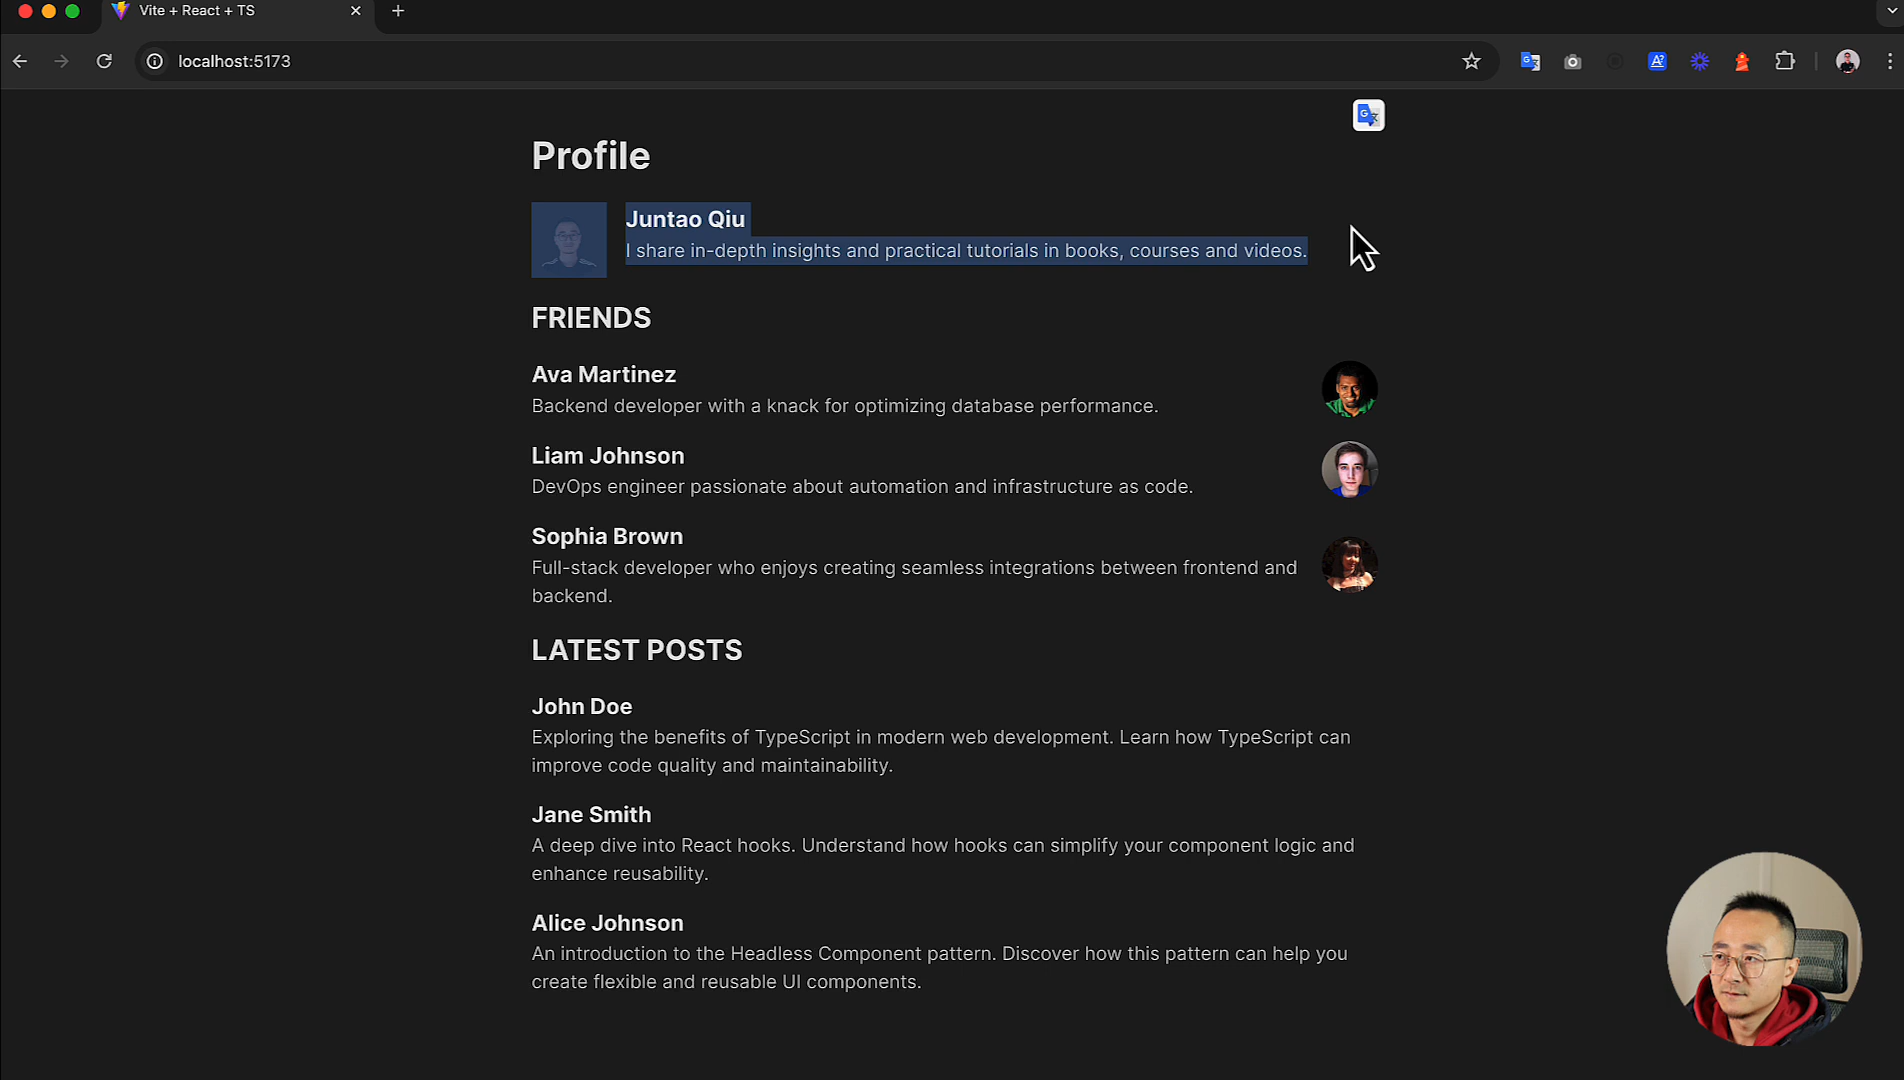 Vite + React + TS
localhost:5173
Profile
Juntao Qiu
I share in-depth insights and practical tutorials in books, courses and videos.
FRIENDS
Ava Martinez
Backend developer with a knack for optimizing database performance.
Liam Johnson
DevOps engineer passionate about automation and infrastructure as code.
Sophia Brown
Full-stack developer who enjoys creating seamless integrations between frontend and
backend.
LATEST POSTS
John Doe
Exploring the benefits of TypeScript in modern web development. Learn how TypeScript can
improve code quality and maintainability.
Jane Smith
A deep dive into React hooks. Understand how hooks can simplify your component logic and
enhance reusability.
Alice Johnson
An introduction to the Headless Component pattern. Discover how this pattern can help you
create flexible and reusable UI components.